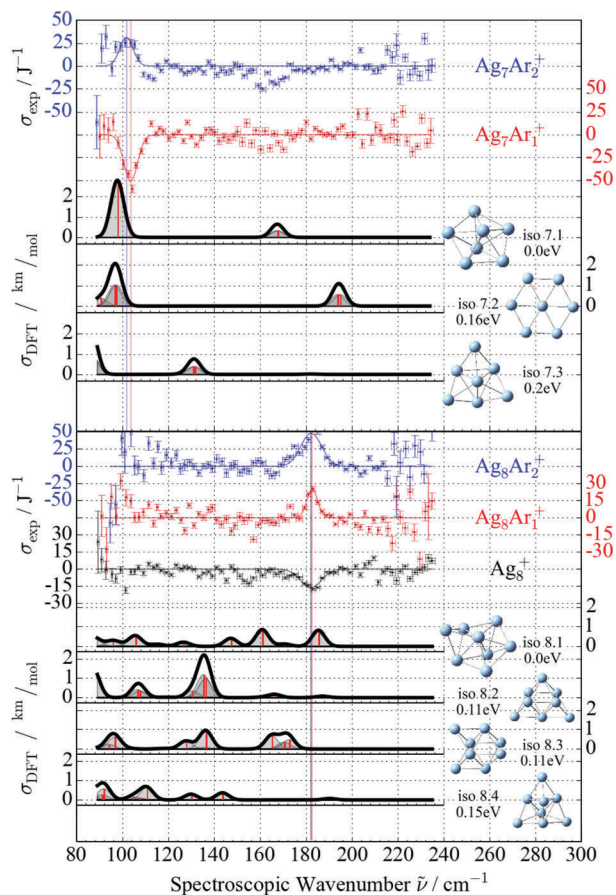 50
25
0
-25
-50
σexp / J⁻¹
Ag₇Ar₂⁺
Ag₇Ar₁⁺
50
25
0
-25
-50
2
1
0
iso 7.1
0.0eV
2
1
0
iso 7.2
0.16eV
σDFT / km/mol
2
1
0
iso 7.3
0.2eV
50
25
0
-25
-50
Ag₈Ar₂⁺
σexp / J⁻¹
30
15
0
-15
-30
Ag₈Ar₁⁺
30
15
0
-15
-30
Ag₈⁺
iso 8.1
0.0eV
2
1
0
2
1
0
iso 8.2
0.11eV
σDFT / km/mol
2
1
0
iso 8.3
0.11eV
2
1
0
iso 8.4
0.15eV
80 100 120 140 160 180 200 220 240 260 280 300
Spectroscopic Wavenumber ν̃ / cm⁻¹